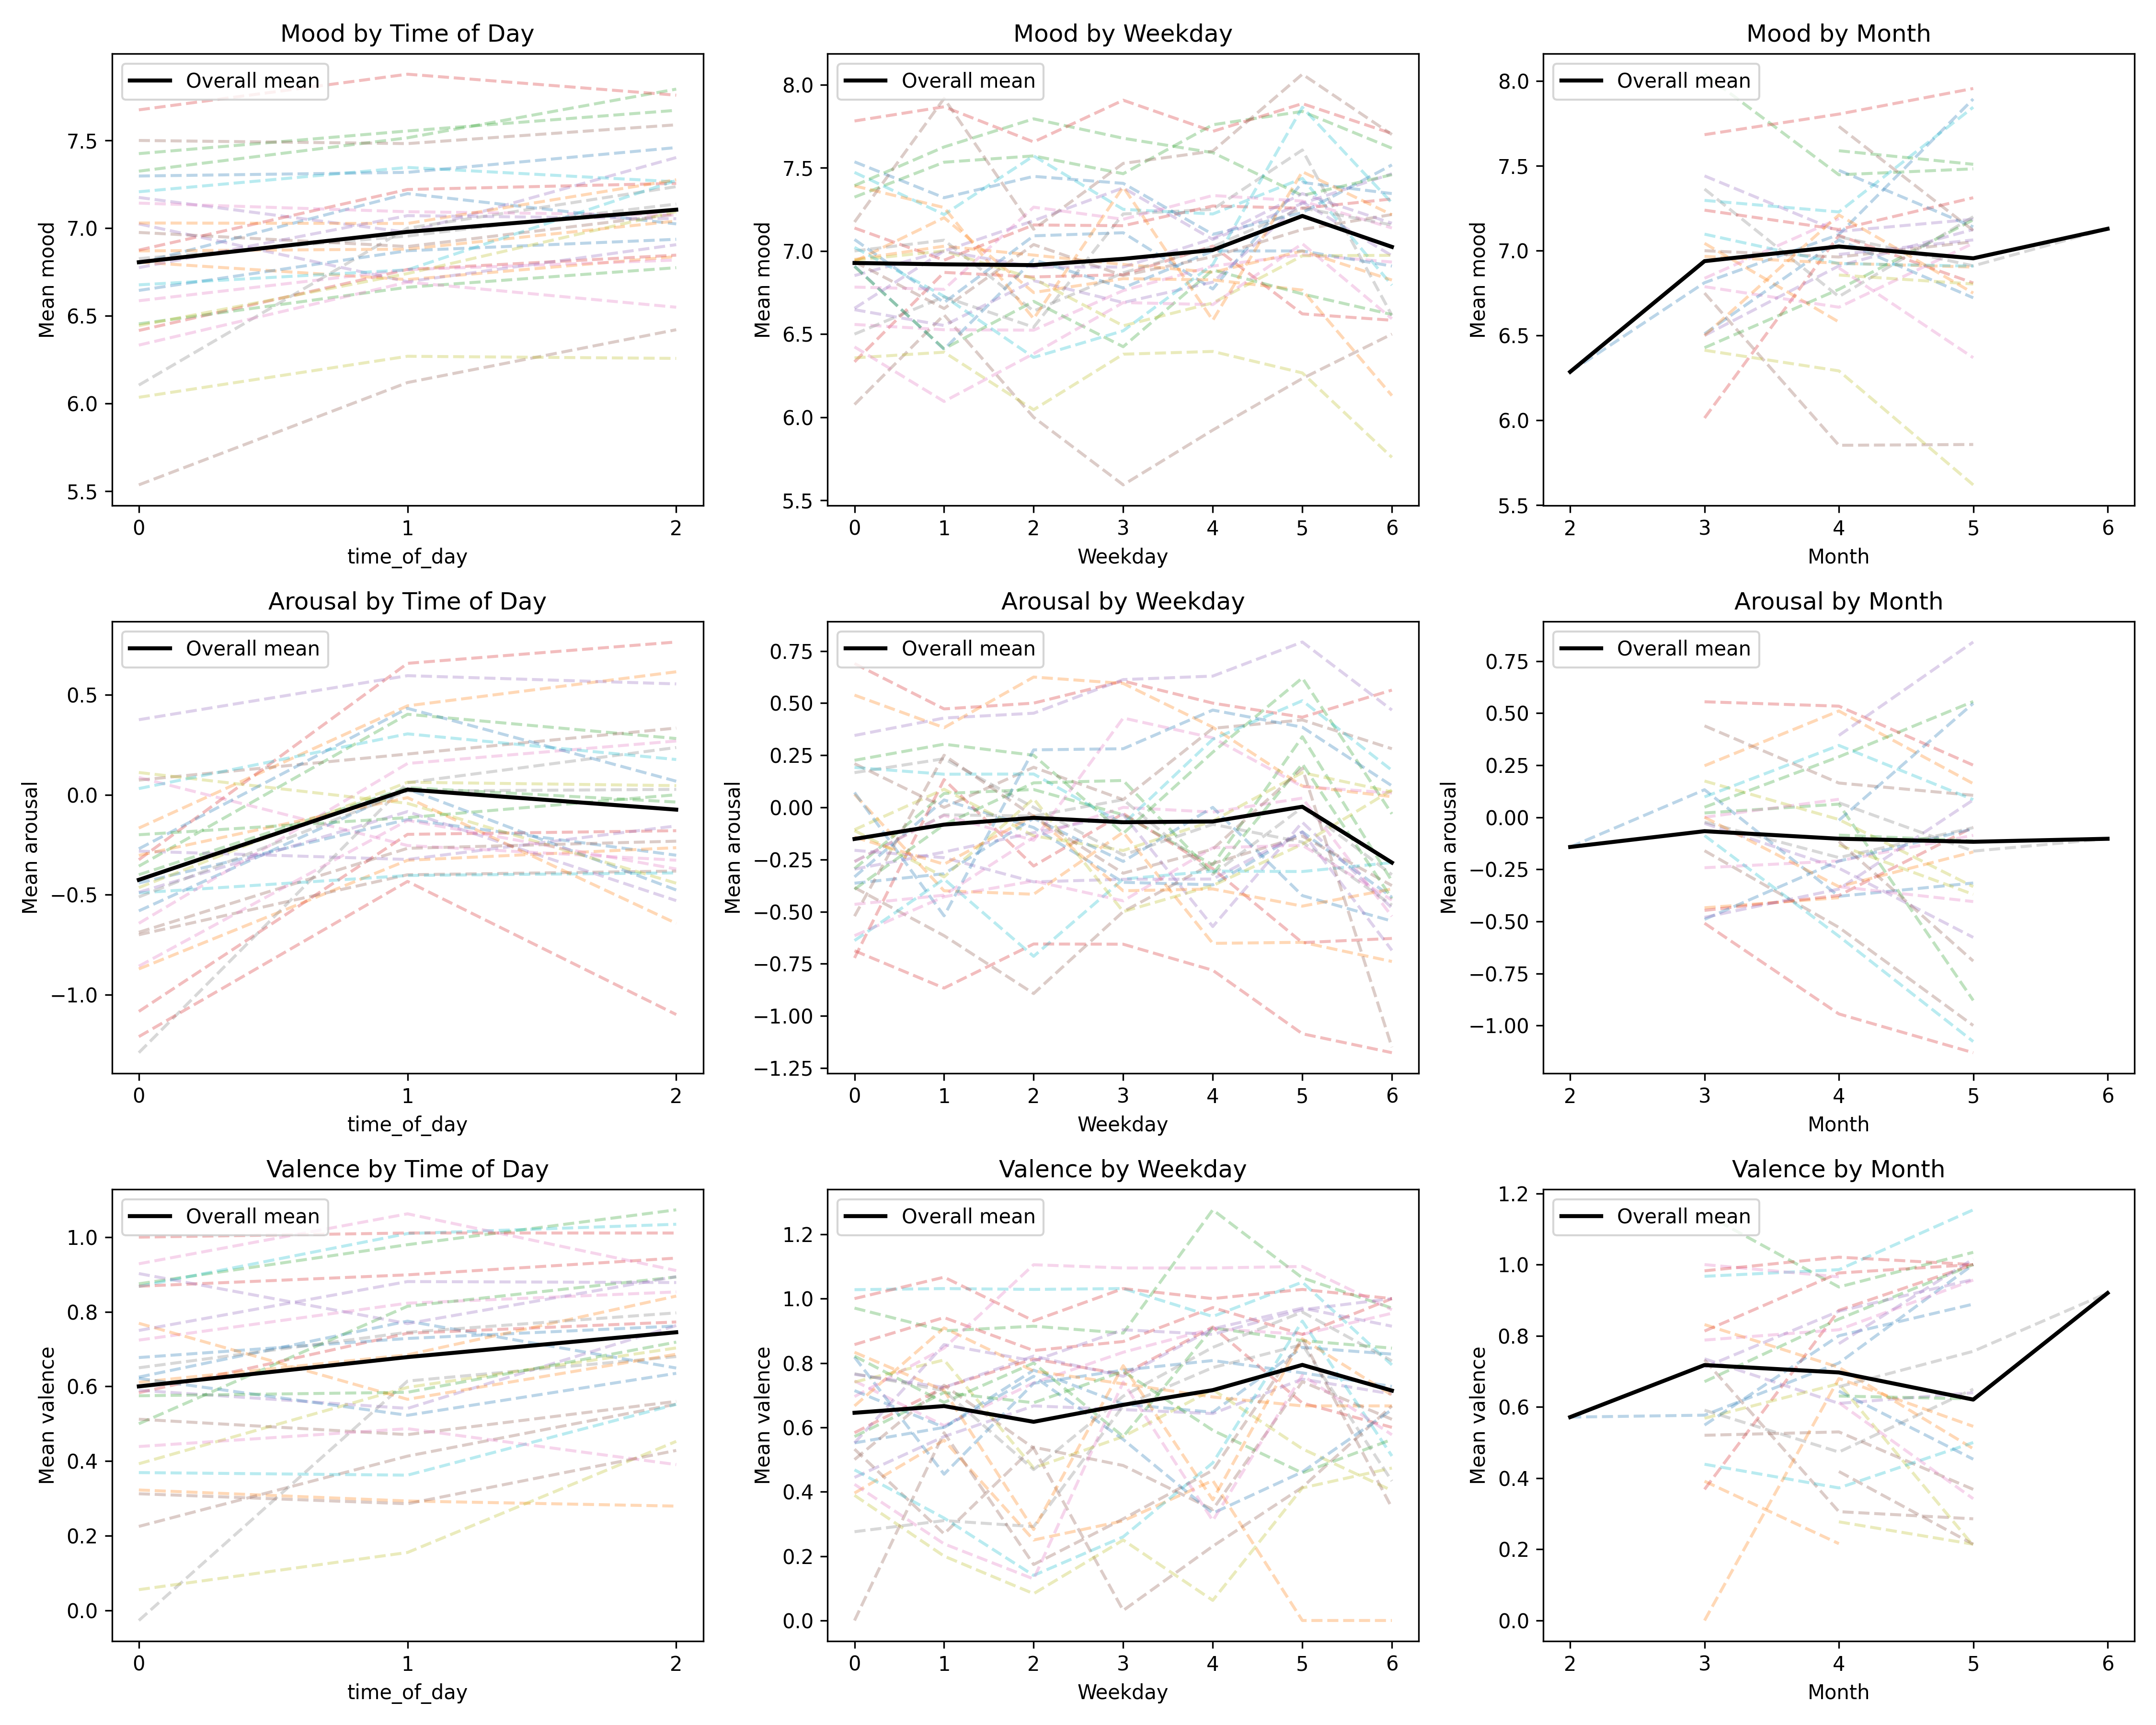 Mood by Time of Day
Overall mean
Mean mood
7.5
7.0
6.5
6.0
5.5
0 1 2
time_of_day
Mood by Weekday
Overall mean
Mean mood
8.0
7.5
7.0
6.5
6.0
5.5
0 1 2 3 4 5 6
Weekday
Mood by Month
Overall mean
Mean mood
8.0
7.5
7.0
6.5
6.0
5.5
2 3 4 5 6
Month
Arousal by Time of Day
Overall mean
Mean arousal
0.5
0.0
−0.5
−1.0
0 1 2
time_of_day
Arousal by Weekday
Overall mean
Mean arousal
0.75
0.50
0.25
0.00
−0.25
−0.50
−0.75
−1.00
−1.25
0 1 2 3 4 5 6
Weekday
Arousal by Month
Overall mean
Mean arousal
0.75
0.50
0.25
0.00
−0.25
−0.50
−0.75
−1.00
2 3 4 5 6
Month
Valence by Time of Day
Overall mean
Mean valence
1.0
0.8
0.6
0.4
0.2
0.0
0 1 2
time_of_day
Valence by Weekday
Overall mean
Mean valence
1.2
1.0
0.8
0.6
0.4
0.2
0.0
0 1 2 3 4 5 6
Weekday
Valence by Month
Overall mean
Mean valence
1.2
1.0
0.8
0.6
0.4
0.2
0.0
2 3 4 5 6
Month